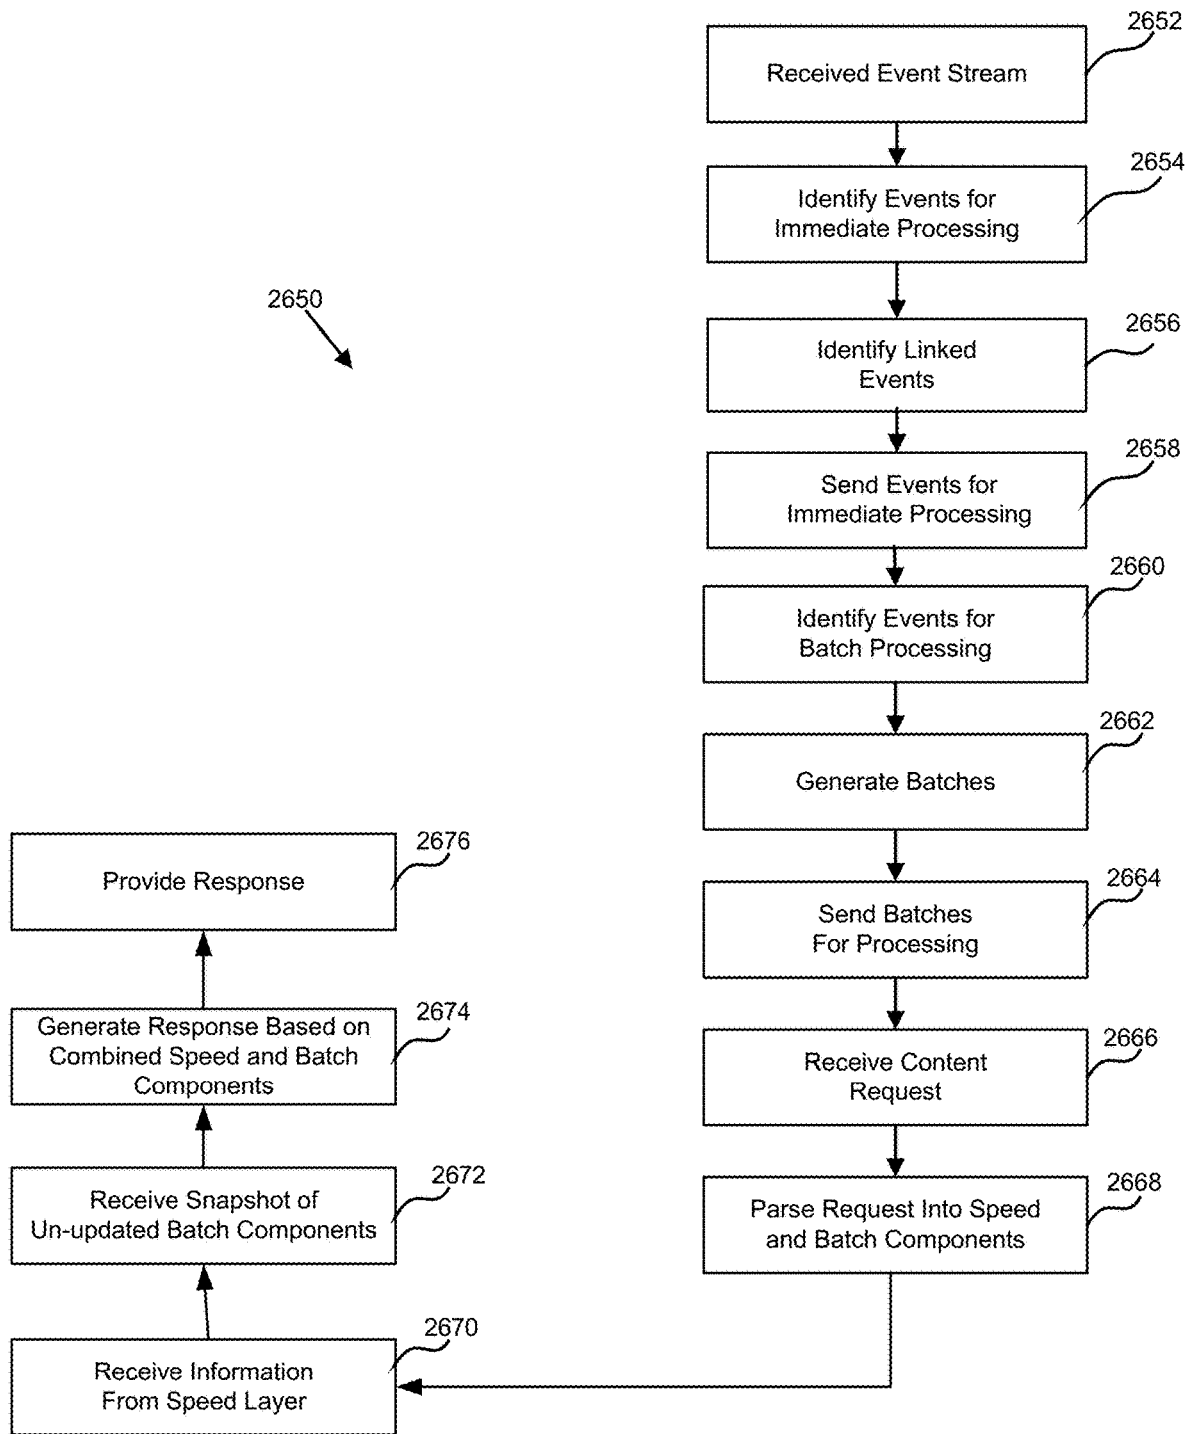 2652
Received Event Stream
2654
Identify Events for
Immediate Processing
2650
2656
Identify Linked
Events
2658
Send Events for
Immediate Processing
2660
Identify Events for
Batch Processing
2662
Generate Batches
2664
Send Batches
For Processing
2666
Receive Content
Request
2668
Parse Request Into Speed
and Batch Components
2670
Receive Information
From Speed Layer
2672
Receive Snapshot of
Un-updated Batch Components
2674
Generate Response Based on
Combined Speed and Batch
Components
2676
Provide Response